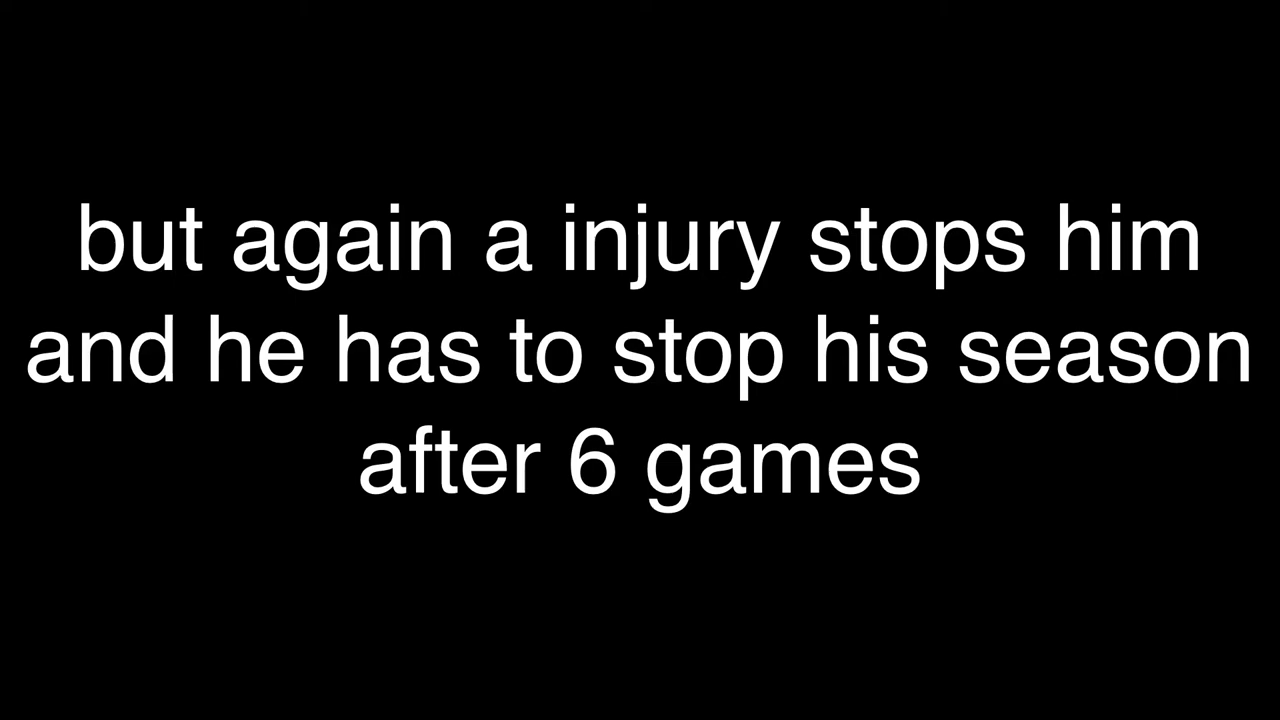 but again a injury stops him
and he has to stop his season
after 6 games